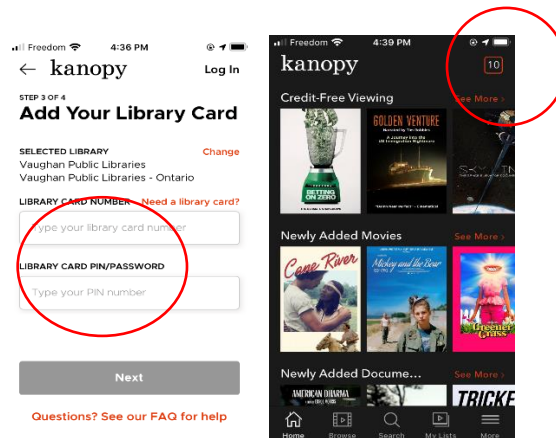 Freedom 4:36 PM
kanopy Log In
STEP 3 OF 4
Add Your Library Card
SELECTED LIBRARY Change
Vaughan Public Libraries
Vaughan Public Libraries - Ontario
LIBRARY CARD NUMBER Need a library card?
Type your library card number
LIBRARY CARD PIN/PASSWORD
Type your PIN number
Next
Questions? See our FAQ for help
Freedom 4:39 PM
kanopy 10
Credit-Free Viewing See More >
BETTING
ON ZERO
GOLDEN VENTURE
Narrated by Tim Robbins
Newly Added Movies See More >
Cane River
Mickey and the Bear
Greener
Grass
Newly Added Docume... See More >
AMERICAN DHARMA
TRICKE
Home Browse Search My Lists More